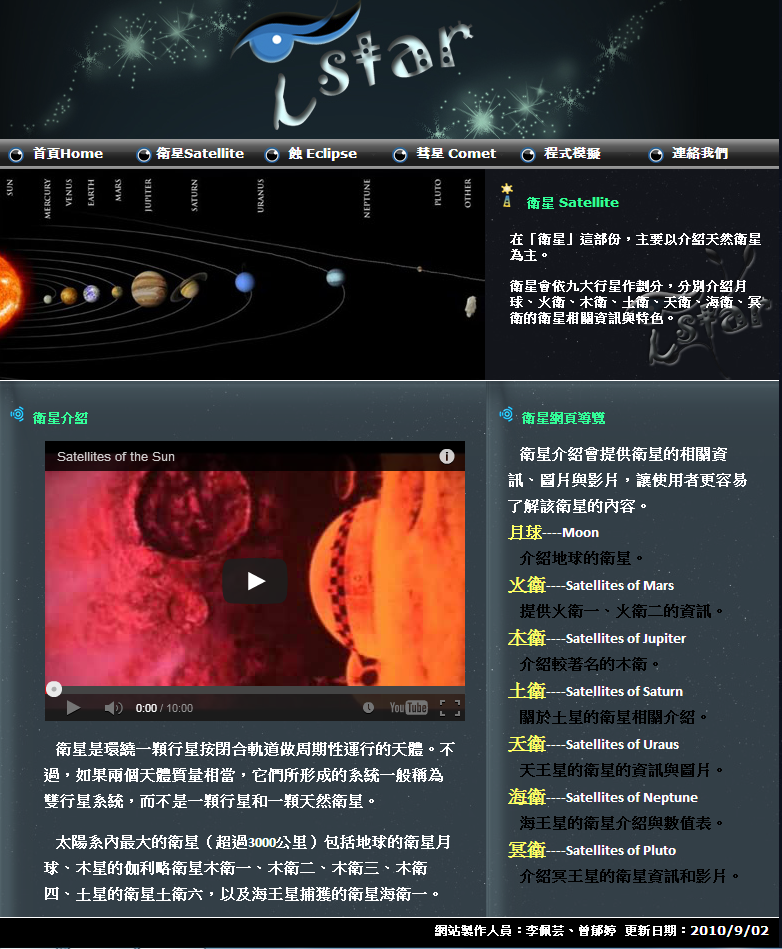 istar
首頁Home 衛星Satellite 蝕 Eclipse 彗星 Comet 程式模擬 連絡我們
SUN MERCURY VENUS EARTH MARS JUPITER SATURN URANUS NEPTUNE PLUTO OTHER
衛星 Satellite
在「衛星」這部份，主要以介紹天然衛星
為主。
衛星會依九大行星作劃分，分別介紹月
球、火衛、木衛、土衛、天衛、海衛、冥
衛的衛星相關資訊與特色。
istar
衛星介紹
Satellites of the Sun
0:00 / 10:00
YouTube
衛星是環繞一顆行星按閉合軌道做周期性運行的天體。不
過，如果兩個天體質量相當，它們所形成的系統一般稱為
雙行星系統，而不是一顆行星和一顆天然衛星。
太陽系內最大的衛星（超過3000公里）包括地球的衛星月
球、木星的伽利略衛星木衛一、木衛二、木衛三、木衛
四、土星的衛星土衛六，以及海王星捕獲的衛星海衛一。
衛星網頁導覽
衛星介紹會提供衛星的相關資
訊、圖片與影片，讓使用者更容易
了解該衛星的內容。
月球----Moon
介紹地球的衛星。
火衛----Satellites of Mars
提供火衛一、火衛二的資訊。
木衛----Satellites of Jupiter
介紹較著名的木衛。
土衛----Satellites of Saturn
關於土星的衛星相關介紹。
天衛----Satellites of Uraus
天王星的衛星的資訊與圖片。
海衛----Satellites of Neptune
海王星的衛星介紹與數值表。
冥衛----Satellites of Pluto
介紹冥王星的衛星資訊和影片。
網站製作人員：李佩芸、曾郁婷 更新日期：2010/9/02